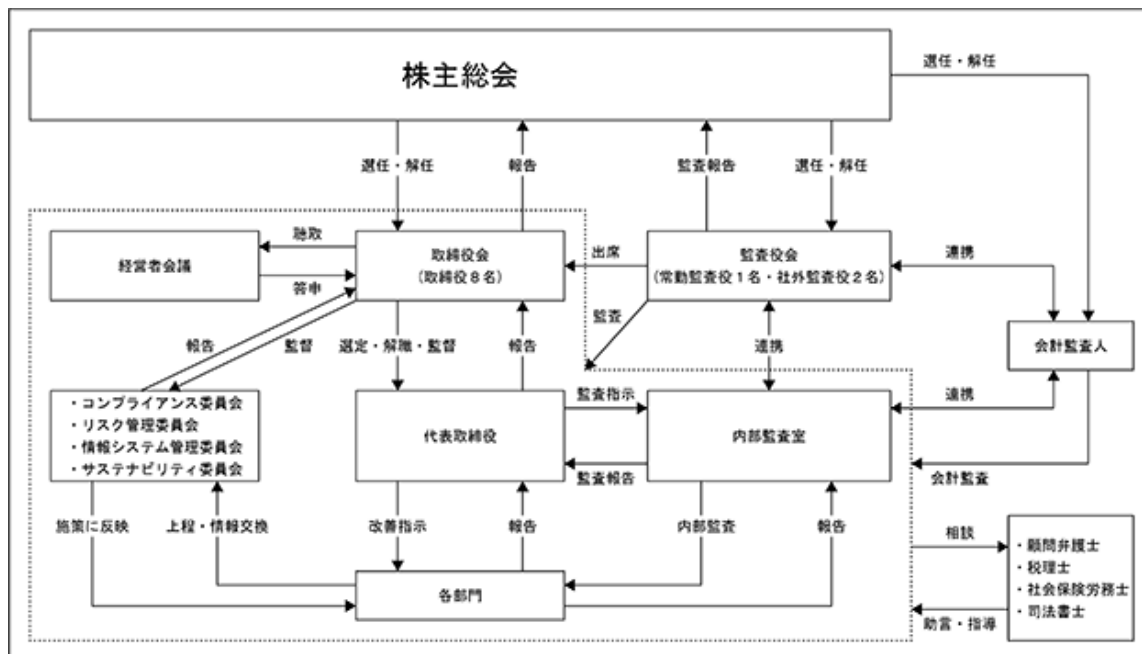 株主総会
選任・解任
選任・解任
報告
監査報告
選任・解任
経営者会議
聴取
答申
取締役会
(取締役8名)
出席
監査役会
(常勤監査役1名・社外監査役2名)
連携
監査
会計監査人
報告
監督
選定・解職・監督
報告
連携
・コンプライアンス委員会
・リスク管理委員会
・情報システム管理委員会
・サステナビリティ委員会
代表取締役
監査指示
監査報告
内部監査室
連携
会計監査
施策に反映
上程・情報交換
改善指示
報告
内部監査
報告
各部門
相談
助言・指導
・顧問弁護士
・税理士
・社会保険労務士
・司法書士